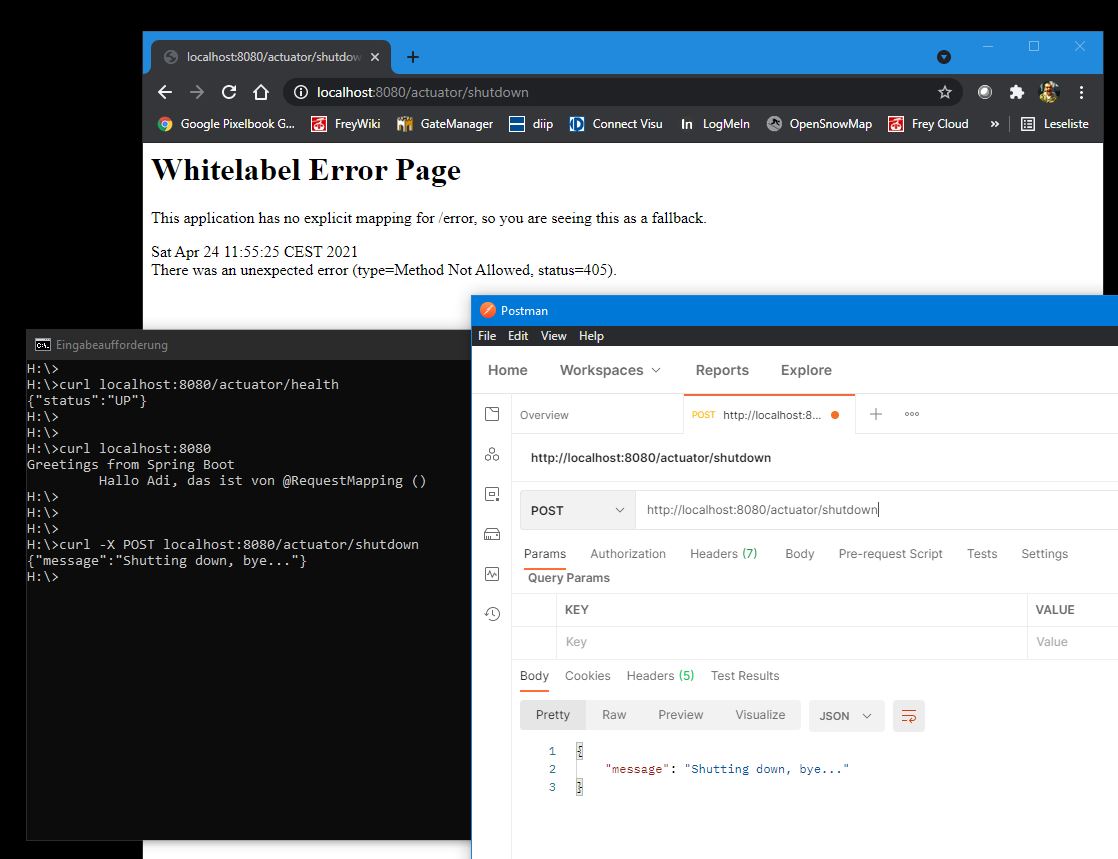 localhost:8080/actuator/shutdow
localhost:8080/actuator/shutdown
Google Pixelbook G... FreyWiki GateManager diip Connect Visu In LogMeIn OpenSnowMap Frey Cloud » Leseliste
Whitelabel Error Page
This application has no explicit mapping for /error, so you are seeing this as a fallback.
Sat Apr 24 11:55:25 CEST 2021
There was an unexpected error (type=Method Not Allowed, status=405).
Eingabeaufforderung
H:\>
H:\>curl localhost:8080/actuator/health
{"status":"UP"}
H:\>
H:\>
H:\>curl localhost:8080
Greetings from Spring Boot
Hallo Adi, das ist von @RequestMapping ()
H:\>
H:\>
H:\>
H:\>curl -X POST localhost:8080/actuator/shutdown
{"message":"Shutting down, bye..."}
H:\>
Postman
File Edit View Help
Home Workspaces Reports Explore
Overview POST http://localhost:8...
http://localhost:8080/actuator/shutdown
POST http://localhost:8080/actuator/shutdown
Params Authorization Headers (7) Body Pre-request Script Tests Settings
Query Params
KEY VALUE
Key Value
Body Cookies Headers (5) Test Results
Pretty Raw Preview Visualize JSON
1 {
2 "message": "Shutting down, bye..."
3 }